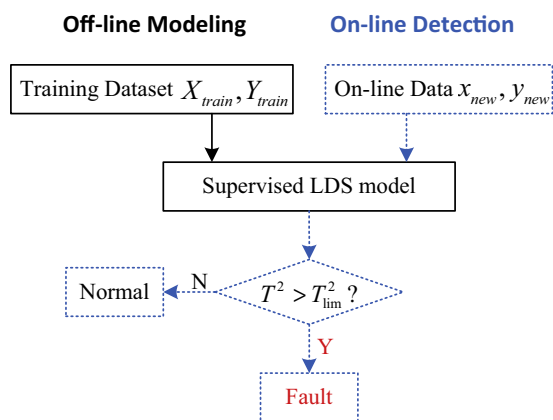 Off-line Modeling
On-line Detection
Training Dataset X_train, Y_train
On-line Data x_new, y_new
Supervised LDS model
Normal
N
T² > T²_lim ?
Y
Fault